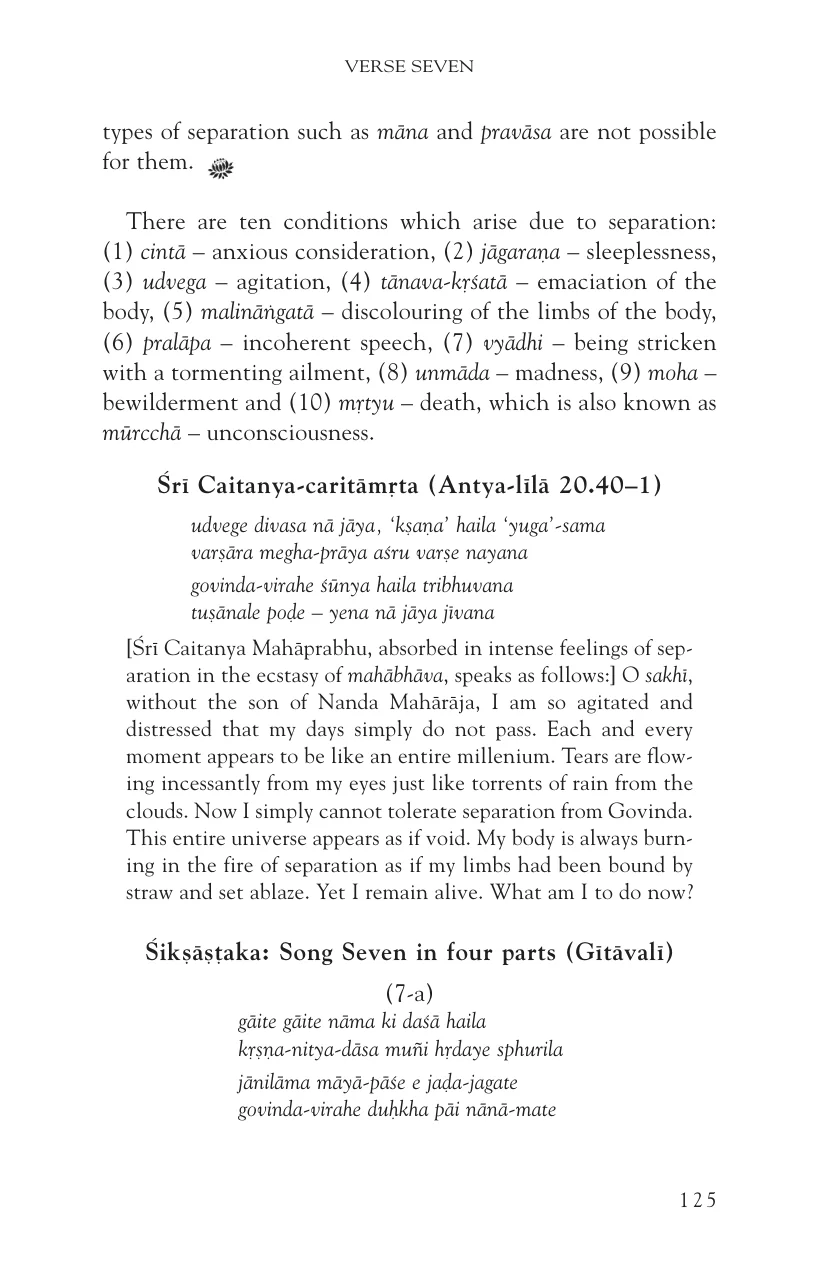 VERSE SEVEN
types of separation such as māna and pravāsa are not possible
for them.
There are ten conditions which arise due to separation:
(1) cintā – anxious consideration, (2) jāgaraṇa – sleeplessness,
(3) udvega – agitation, (4) tānava-kṛśatā – emaciation of the
body, (5) malināṅgatā – discolouring of the limbs of the body,
(6) pralāpa – incoherent speech, (7) vyādhi – being stricken
with a tormenting ailment, (8) unmāda – madness, (9) moha –
bewilderment and (10) mṛtyu – death, which is also known as
mūrcchā – unconsciousness.
Śrī Caitanya-caritāmṛta (Antya-līlā 20.40–1)
udvege divasa nā jāya, ‘kṣaṇa’ haila ‘yuga’-sama
varṣāra megha-prāya aśru varṣe nayana
govinda-virahe śūnya haila tribhuvana
tuṣānale poḍe – yena nā jāya jīvana
[Śrī Caitanya Mahāprabhu, absorbed in intense feelings of sep-
aration in the ecstasy of mahābhāva, speaks as follows:] O sakhī,
without the son of Nanda Mahārāja, I am so agitated and
distressed that my days simply do not pass. Each and every
moment appears to be like an entire millenium. Tears are flow-
ing incessantly from my eyes just like torrents of rain from the
clouds. Now I simply cannot tolerate separation from Govinda.
This entire universe appears as if void. My body is always burn-
ing in the fire of separation as if my limbs had been bound by
straw and set ablaze. Yet I remain alive. What am I to do now?
Śikṣāṣṭaka: Song Seven in four parts (Gītāvalī)
(7-a)
gāite gāite nāma ki daśā haila
kṛṣṇa-nitya-dāsa muñi hṛdaye sphurila
jānilāma māyā-pāśe e jaḍa-jagate
govinda-virahe duḥkha pāi nānā-mate
125